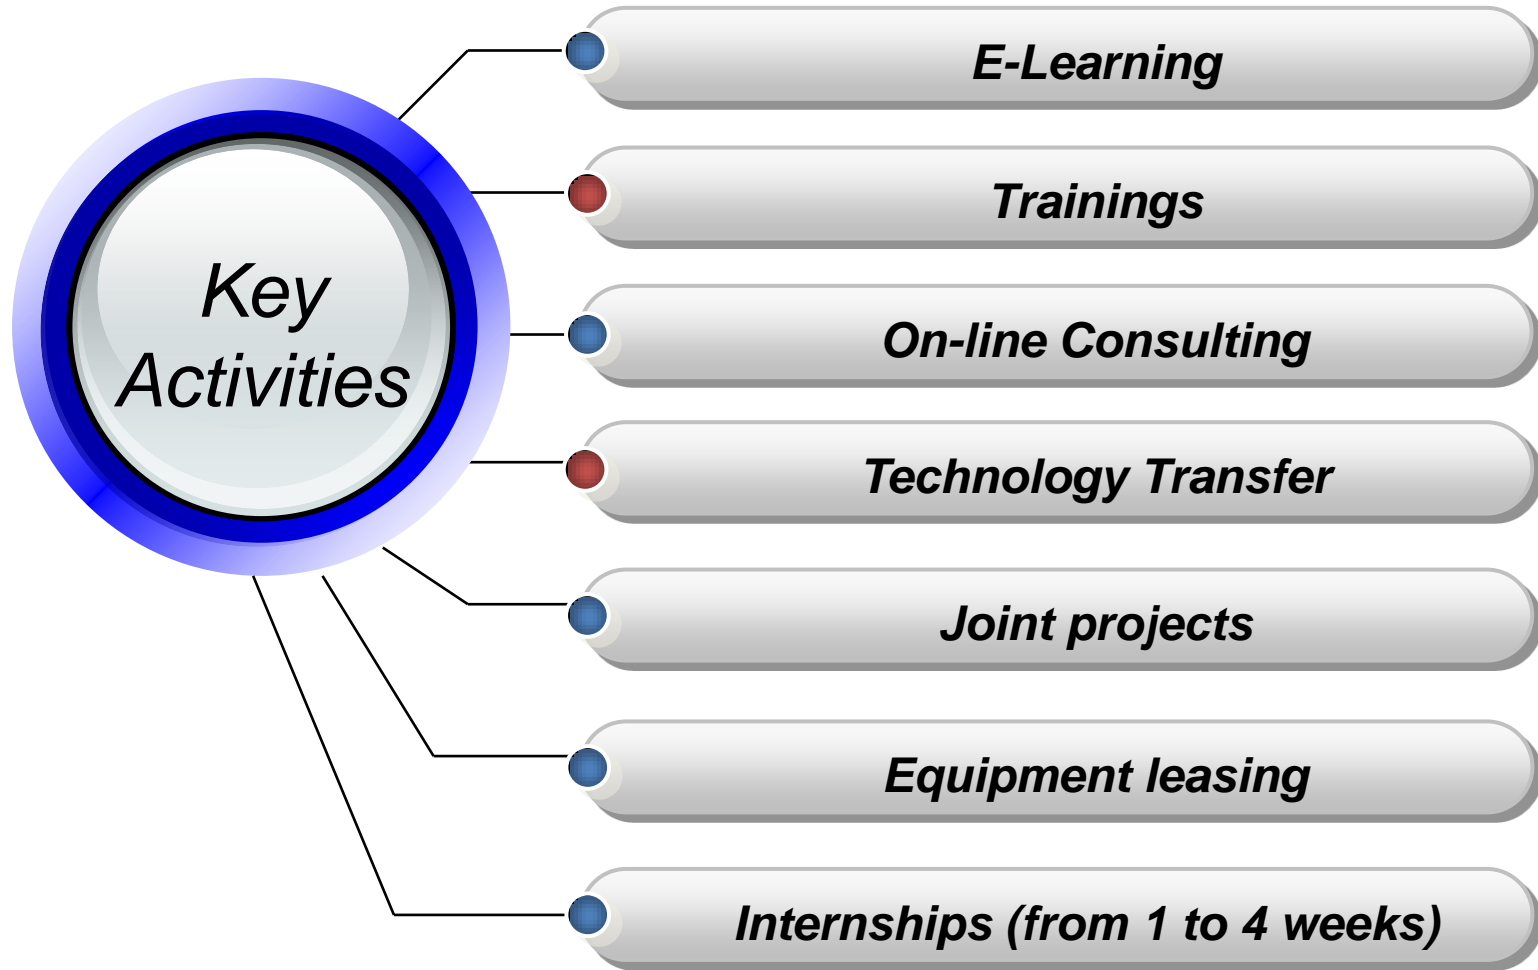 Key
Activities
E-Learning
Trainings
On-line Consulting
Technology Transfer
Joint projects
Equipment leasing
Internships (from 1 to 4 weeks)